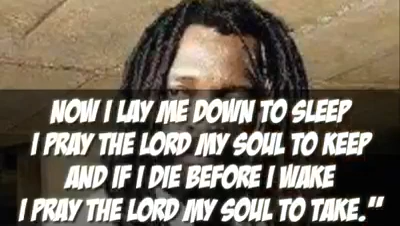 NOW I LAY ME DOWN TO SLEEP
I PRAY THE LORD MY SOUL TO KEEP
AND IF I DIE BEFORE I WAKE
I PRAY THE LORD MY SOUL TO TAKE."